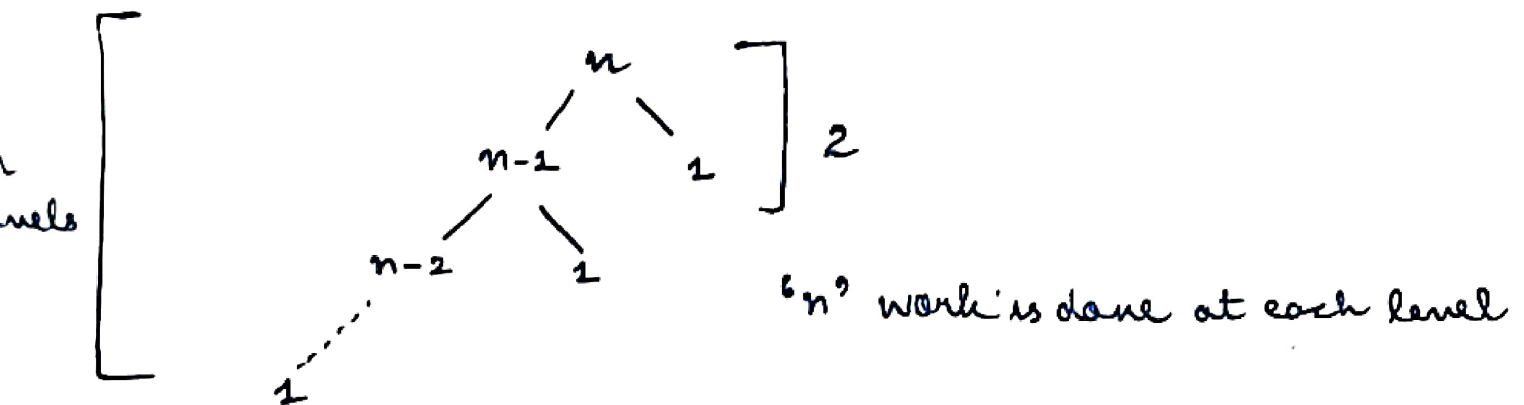 n
2
n-1 1
n-2 1
'n' work is done at each level
1